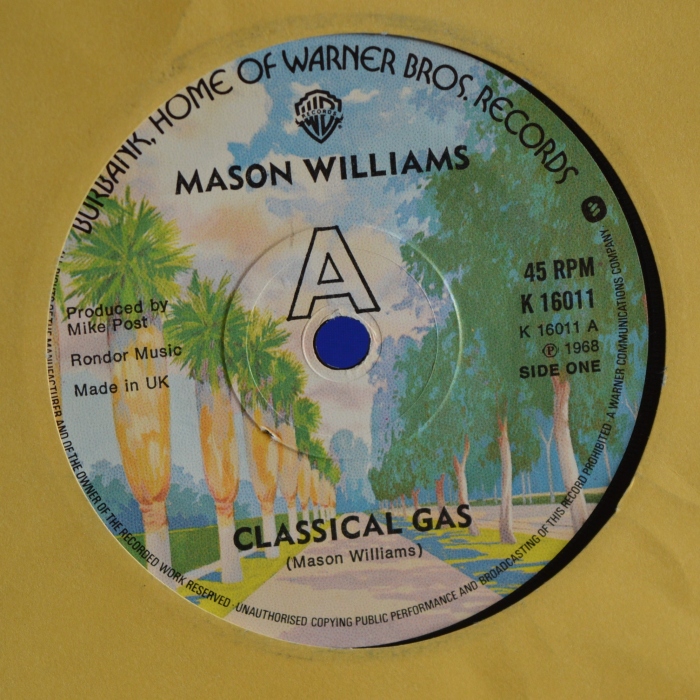 BURBANK, HOME OF WARNER BROS. RECORDS
RECORDS
MASON WILLIAMS
A
Produced by
Mike Post
Rondor Music
Made in UK
45 RPM
K 16011
K 16011 A
Ⓟ 1968
SIDE ONE
CLASSICAL GAS
(Mason Williams)
OF THE MANUFACTURER AND OF THE OWNER OF THE RECORDED WORK RESERVED · UNAUTHORISED COPYING PUBLIC PERFORMANCE AND BROADCASTING OF THIS RECORD PROHIBITED A WARNER COMMUNICATIONS COMPANY